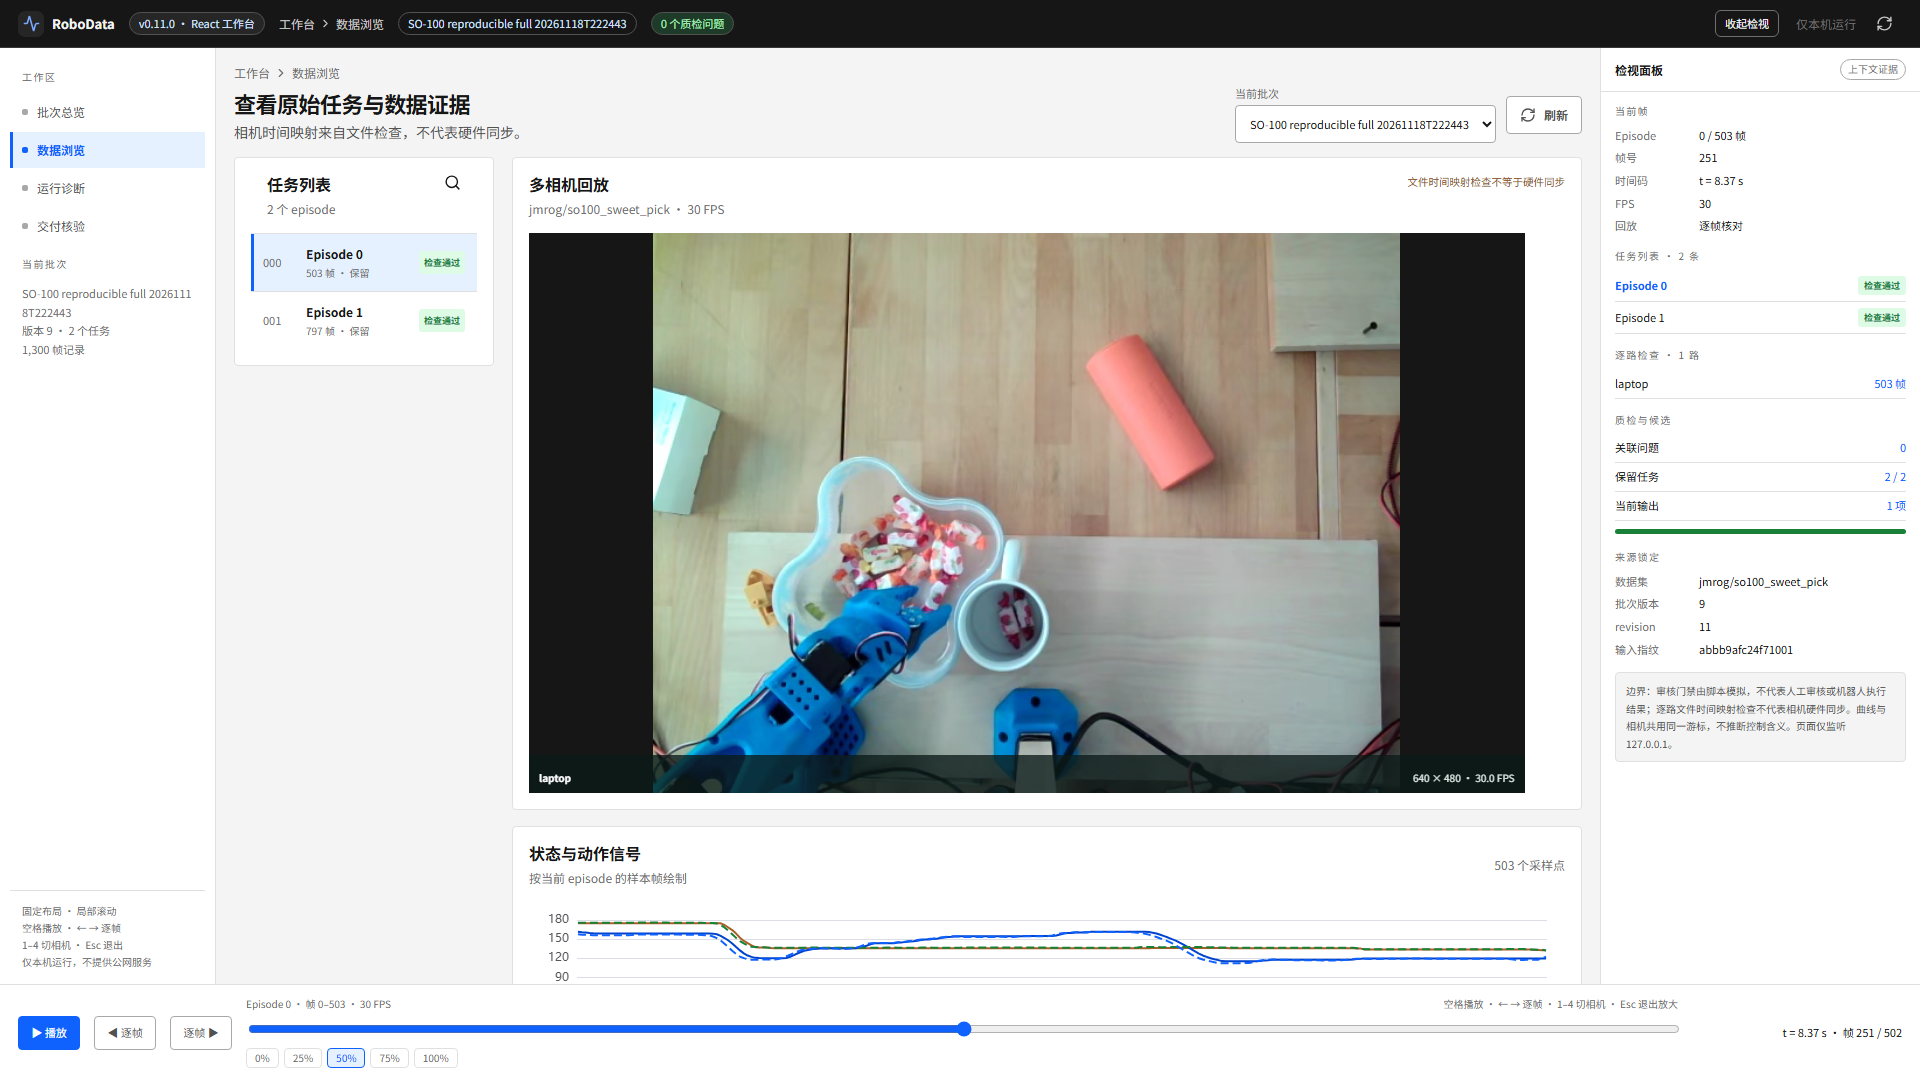 RoboData
v0.11.0 · React 工作台
工作台 > 数据浏览
SO-100 reproducible full 20261118T222443
0 个质检问题
收起检视
仅本机运行
工作区
批次总览
数据浏览
运行诊断
交付核验
当前批次
SO-100 reproducible full 2026111
8T222443
版本 9 · 2 个任务
1,300 帧记录
固定布局 · 局部滚动
空格播放 · ←→ 逐帧
1–4 切相机 · Esc 退出
仅本机运行，不提供公网服务
工作台 > 数据浏览
查看原始任务与数据证据
相机时间映射来自文件检查，不代表硬件同步。
当前批次
SO-100 reproducible full 20261118T222443
刷新
任务列表
2 个 episode
000
Episode 0
503 帧 · 保留
检查通过
001
Episode 1
797 帧 · 保留
检查通过
多相机回放
jmrog/so100_sweet_pick · 30 FPS
文件时间映射检查不等于硬件同步
laptop
640 × 480 · 30.0 FPS
状态与动作信号
按当前 episode 的样本帧绘制
503 个采样点
180
150
120
90
检视面板
上下文证据
当前帧
Episode 0 / 503 帧
帧号 251
时间码 t = 8.37 s
FPS 30
回放 逐帧核对
任务列表 · 2 条
Episode 0 检查通过
Episode 1 检查通过
逐路检查 · 1 路
laptop 503 帧
质检与候选
关联问题 0
保留任务 2 / 2
当前输出 1 项
来源锁定
数据集 jmrog/so100_sweet_pick
批次版本 9
revision 11
输入指纹 abbb9afc24f71001
边界：审核门禁由脚本模拟，不代表人工审核或机器人执行
结果；逐路文件时间映射检查不代表相机硬件同步。曲线与
相机共用同一游标，不推断控制含义。页面仅监听
127.0.0.1。
▶ 播放
◀ 逐帧
逐帧 ▶
Episode 0 · 帧 0–503 · 30 FPS
空格播放 · ←→ 逐帧 · 1–4 切相机 · Esc 退出放大
0%
25%
50%
75%
100%
t = 8.37 s · 帧 251 / 502